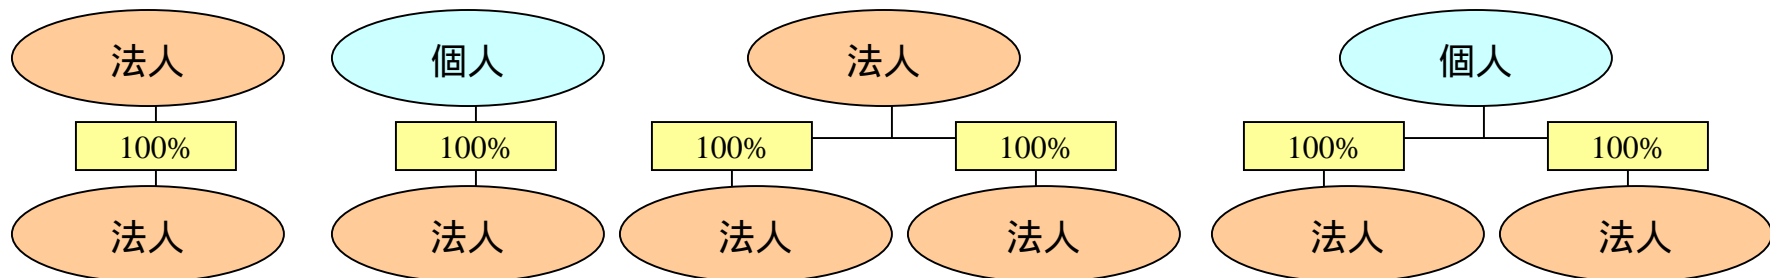 法人 個人 法人 個人
100% 100% 100% 100% 100% 100%
法人 法人 法人 法人 法人 法人